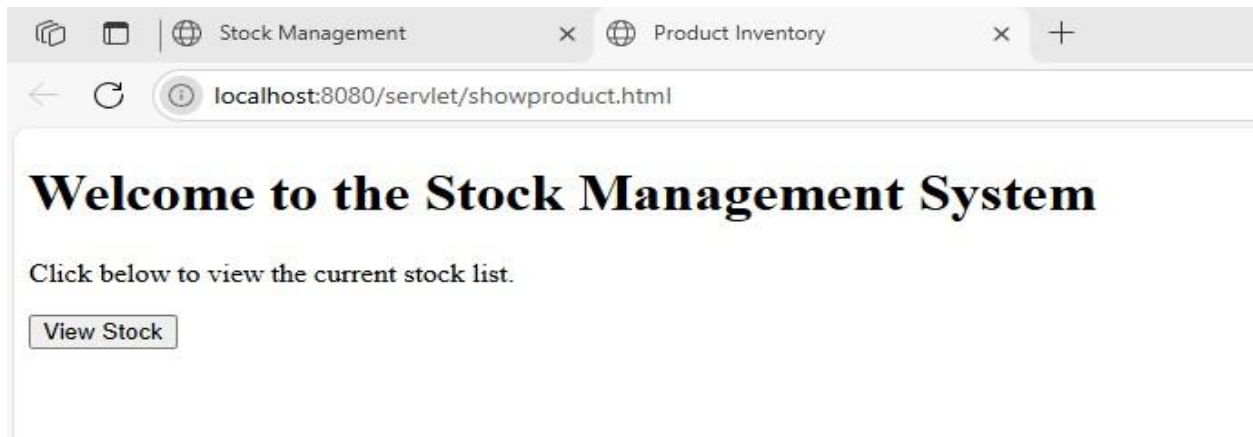 Stock Management
Product Inventory
localhost:8080/servlet/showproduct.html
Welcome to the Stock Management System
Click below to view the current stock list.
View Stock